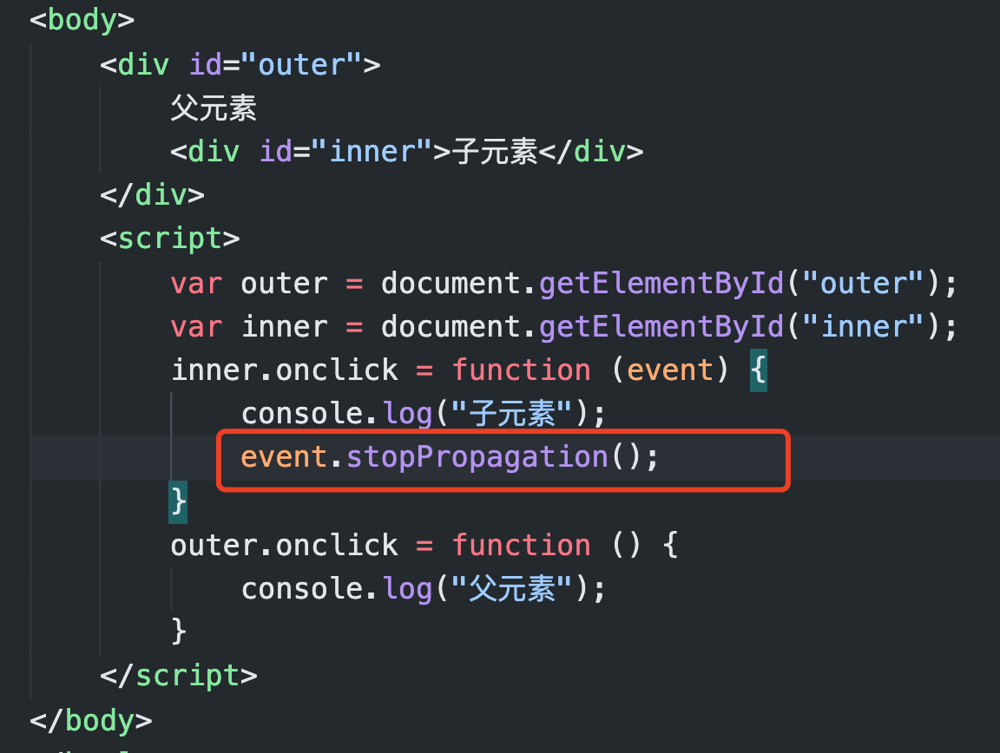 <body>
<div id="outer">
父元素
<div id="inner">子元素</div>
</div>
<script>
var outer = document.getElementById("outer");
var inner = document.getElementById("inner");
inner.onclick = function (event) {
console.log("子元素");
event.stopPropagation();
}
outer.onclick = function () {
console.log("父元素");
}
</script>
</body>